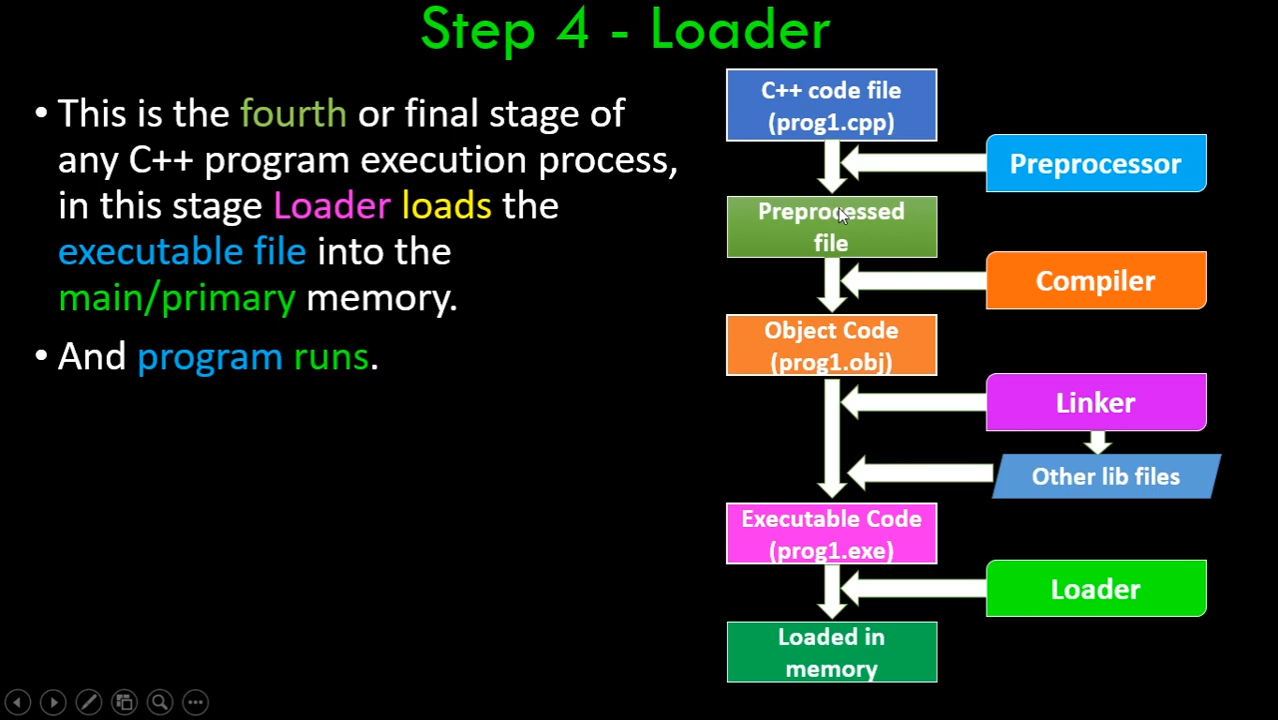 Step 4 - Loader
• This is the fourth or final stage of
any C++ program execution process,
in this stage Loader loads the
executable file into the
main/primary memory.
• And program runs.
C++ code file
(prog1.cpp)
Preprocessor
Preprocessed
file
Compiler
Object Code
(prog1.obj)
Linker
Other lib files
Executable Code
(prog1.exe)
Loader
Loaded in
memory